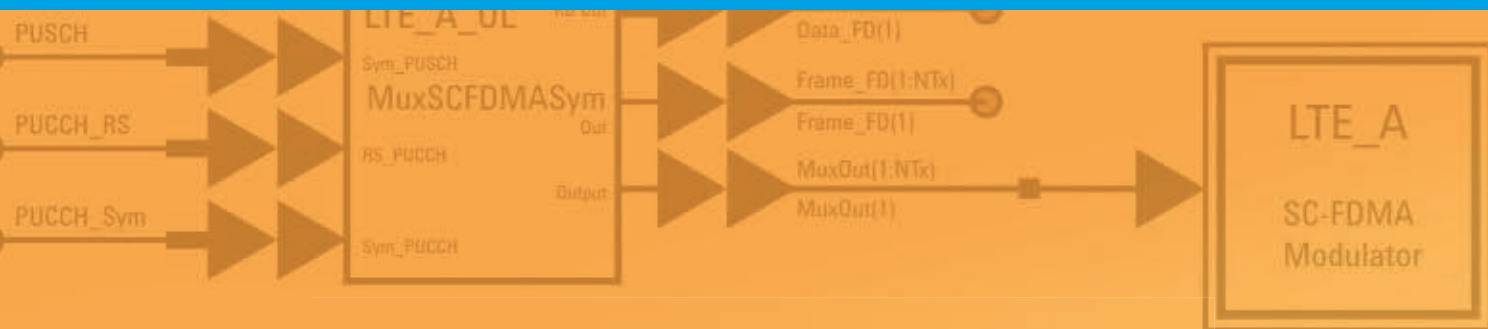 PUSCH
PUCCH_RS
PUCCH_Sym
LTE_A_UL
Sym_PUSCH
MuxSCFDMASym
Out
RS_PUCCH
Output
Sym_PUCCH
Data_FD(1)
Frame_FD(1:NTx)
Frame_FD(1)
MuxOut(1:NTx)
MuxOut(1)
LTE_A
SC-FDMA
Modulator